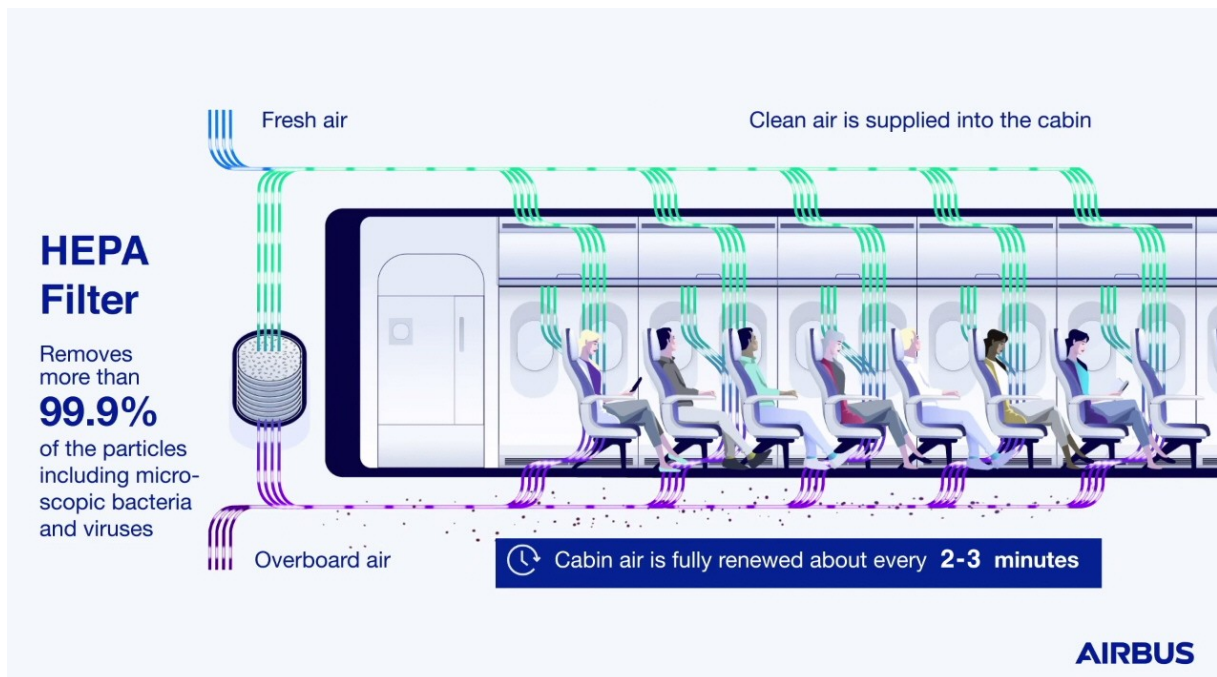 Fresh air
Clean air is supplied into the cabin
HEPA
Filter
Removes
more than
99.9%
of the particles
including micro-
scopic bacteria
and viruses
Overboard air
Cabin air is fully renewed about every 2-3 minutes
AIRBUS